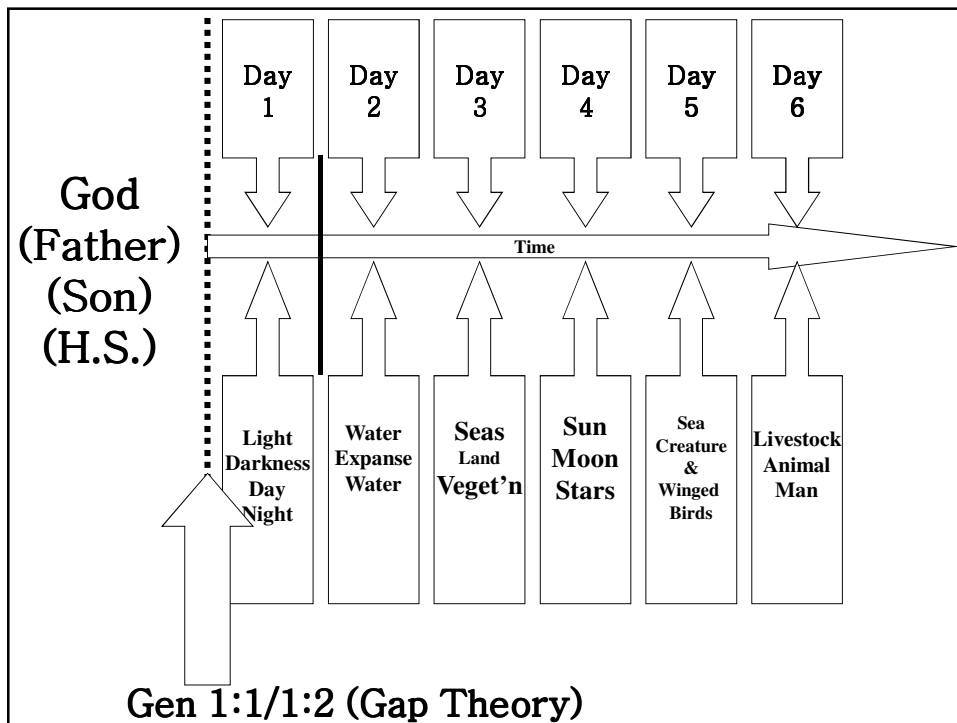 Day
1
Day
2
Day
3
Day
4
Day
5
Day
6
God
(Father)
(Son)
(H.S.)
Time
Light
Darkness
Day
Night
Water
Expanse
Water
Seas
Land
Veget’n
Sun
Moon
Stars
Sea
Creature
&
Winged
Birds
Livestock
Animal
Man
Gen 1:1/1:2 (Gap Theory)